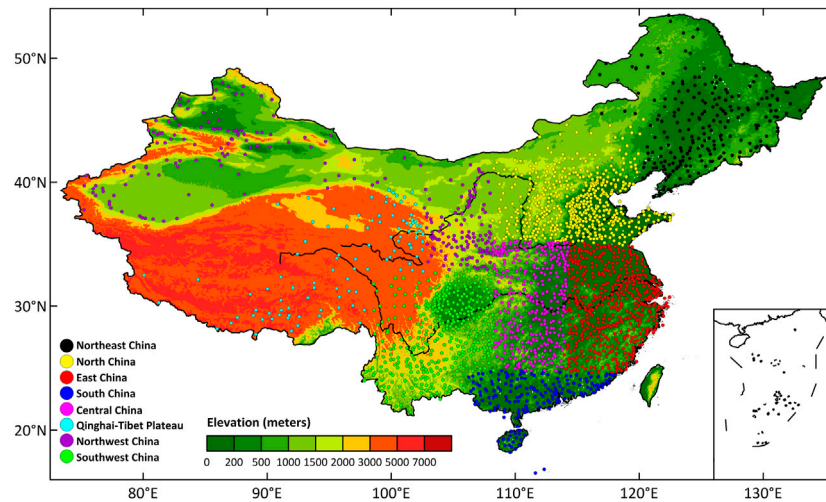 50°N
40°N
30°N
20°N
Northeast China
North China
East China
South China
Central China
Qinghai-Tibet Plateau
Northwest China
Southwest China
Elevation (meters)
0 200 500 1000 1500 2000 3000 5000 7000
80°E 90°E 100°E 110°E 120°E 130°E